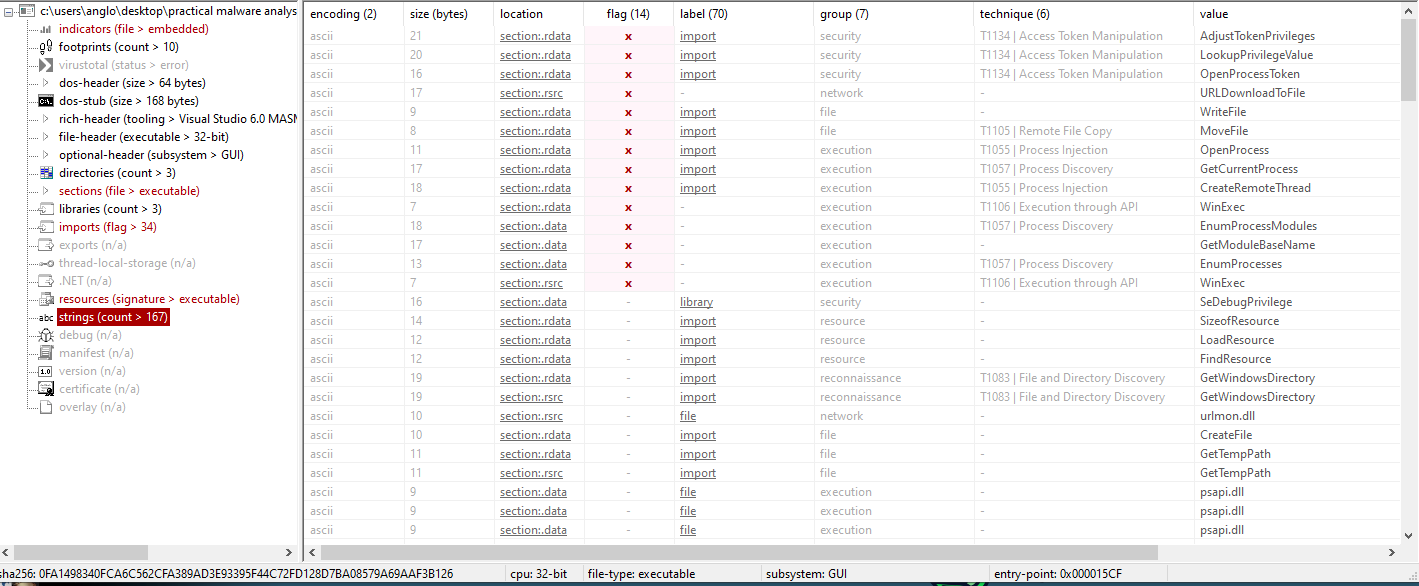 c:\users\anglo\desktop\practical malware analys
indicators (file > embedded)
footprints (count > 10)
virustotal (status > error)
dos-header (size > 64 bytes)
dos-stub (size > 168 bytes)
rich-header (tooling > Visual Studio 6.0 MASM
file-header (executable > 32-bit)
optional-header (subsystem > GUI)
directories (count > 3)
sections (file > executable)
libraries (count > 3)
imports (flag > 34)
exports (n/a)
thread-local-storage (n/a)
.NET (n/a)
resources (signature > executable)
abc strings (count > 167)
debug (n/a)
manifest (n/a)
1.0 version (n/a)
certificate (n/a)
overlay (n/a)
encoding (2) size (bytes) location flag (14) label (70) group (7) technique (6) value
ascii 21 section:.rdata x import security T1134 | Access Token Manipulation AdjustTokenPrivileges
ascii 20 section:.rdata x import security T1134 | Access Token Manipulation LookupPrivilegeValue
ascii 16 section:.rdata x import security T1134 | Access Token Manipulation OpenProcessToken
ascii 17 section:.rsrc x - network - URLDownloadToFile
ascii 9 section:.rdata x import file - WriteFile
ascii 8 section:.rdata x import file T1105 | Remote File Copy MoveFile
ascii 11 section:.rdata x import execution T1055 | Process Injection OpenProcess
ascii 17 section:.rdata x import execution T1057 | Process Discovery GetCurrentProcess
ascii 18 section:.rdata x import execution T1055 | Process Injection CreateRemoteThread
ascii 7 section:.rdata x - execution T1106 | Execution through API WinExec
ascii 18 section:.data x - execution T1057 | Process Discovery EnumProcessModules
ascii 17 section:.data x - execution - GetModuleBaseName
ascii 13 section:.data x - execution T1057 | Process Discovery EnumProcesses
ascii 7 section:.rsrc x - execution T1106 | Execution through API WinExec
ascii 16 section:.data - library security - SeDebugPrivilege
ascii 14 section:.rdata - import resource - SizeofResource
ascii 12 section:.rdata - import resource - LoadResource
ascii 12 section:.rdata - import resource - FindResource
ascii 19 section:.rdata - import reconnaissance T1083 | File and Directory Discovery GetWindowsDirectory
ascii 19 section:.rsrc - import reconnaissance T1083 | File and Directory Discovery GetWindowsDirectory
ascii 10 section:.rsrc - file network - urlmon.dll
ascii 10 section:.rdata - import file - CreateFile
ascii 11 section:.rdata - import file - GetTempPath
ascii 11 section:.rsrc - import file - GetTempPath
ascii 9 section:.data - file execution - psapi.dll
ascii 9 section:.data - file execution - psapi.dll
ascii 9 section:.data - file execution - psapi.dll
sha256: 0FA1498340FCA6C562CFA389AD3E93395F44C72FD128D7BA08579A69AAF3B126 cpu: 32-bit file-type: executable subsystem: GUI entry-point: 0x000015CF